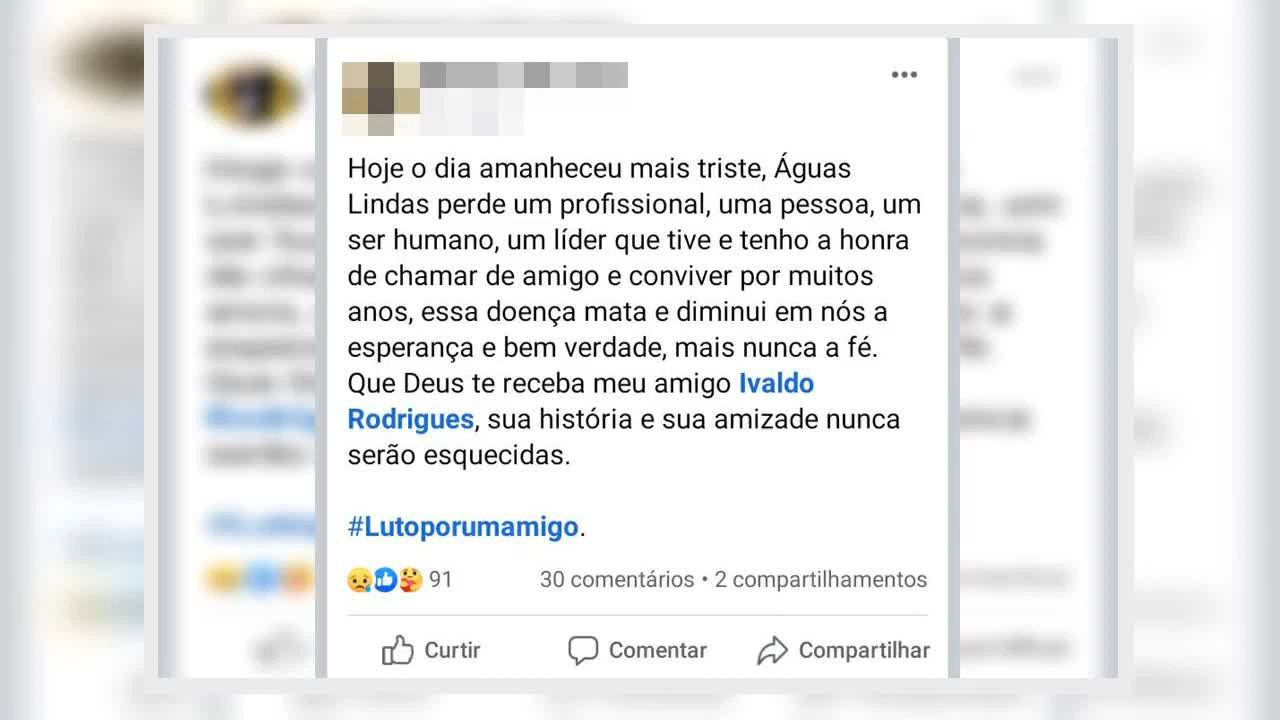 Hoje o dia amanheceu mais triste, Águas
Lindas perde um profissional, uma pessoa, um
ser humano, um líder que tive e tenho a honra
de chamar de amigo e conviver por muitos
anos, essa doença mata e diminui em nós a
esperança e bem verdade, mais nunca a fé.
Que Deus te receba meu amigo Ivaldo
Rodrigues, sua história e sua amizade nunca
serão esquecidas.
#Lutoporumamigo.
91 30 comentários • 2 compartilhamentos
Curtir Comentar Compartilhar